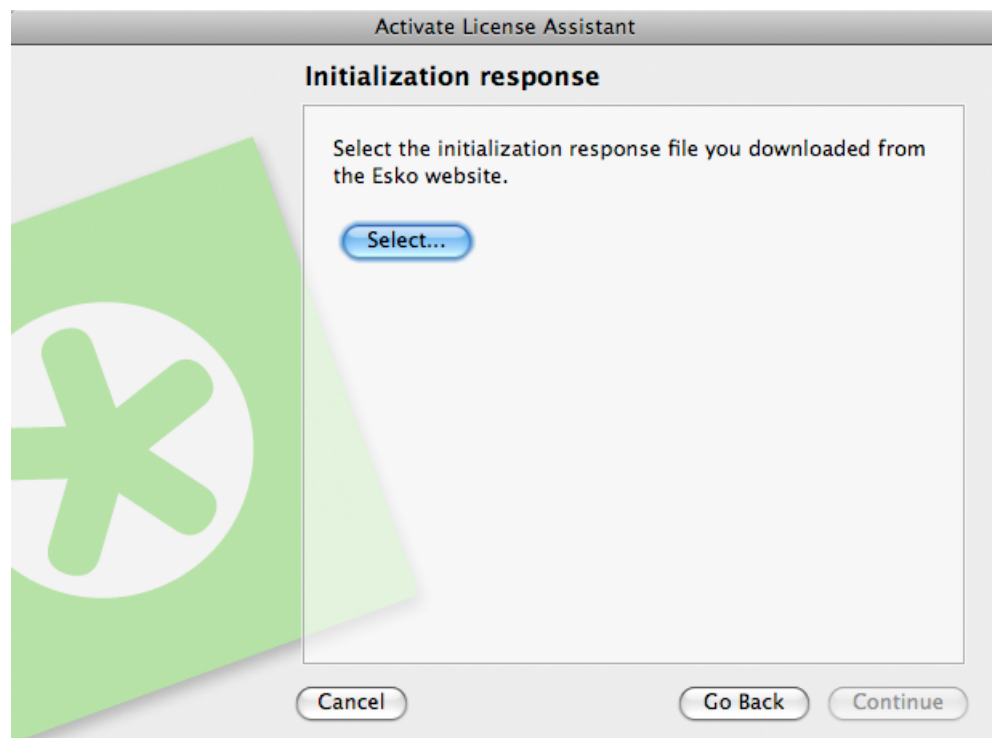 Activate License Assistant
Initialization response
Select the initialization response file you downloaded from
the Esko website.
Select...
Cancel
Go Back
Continue